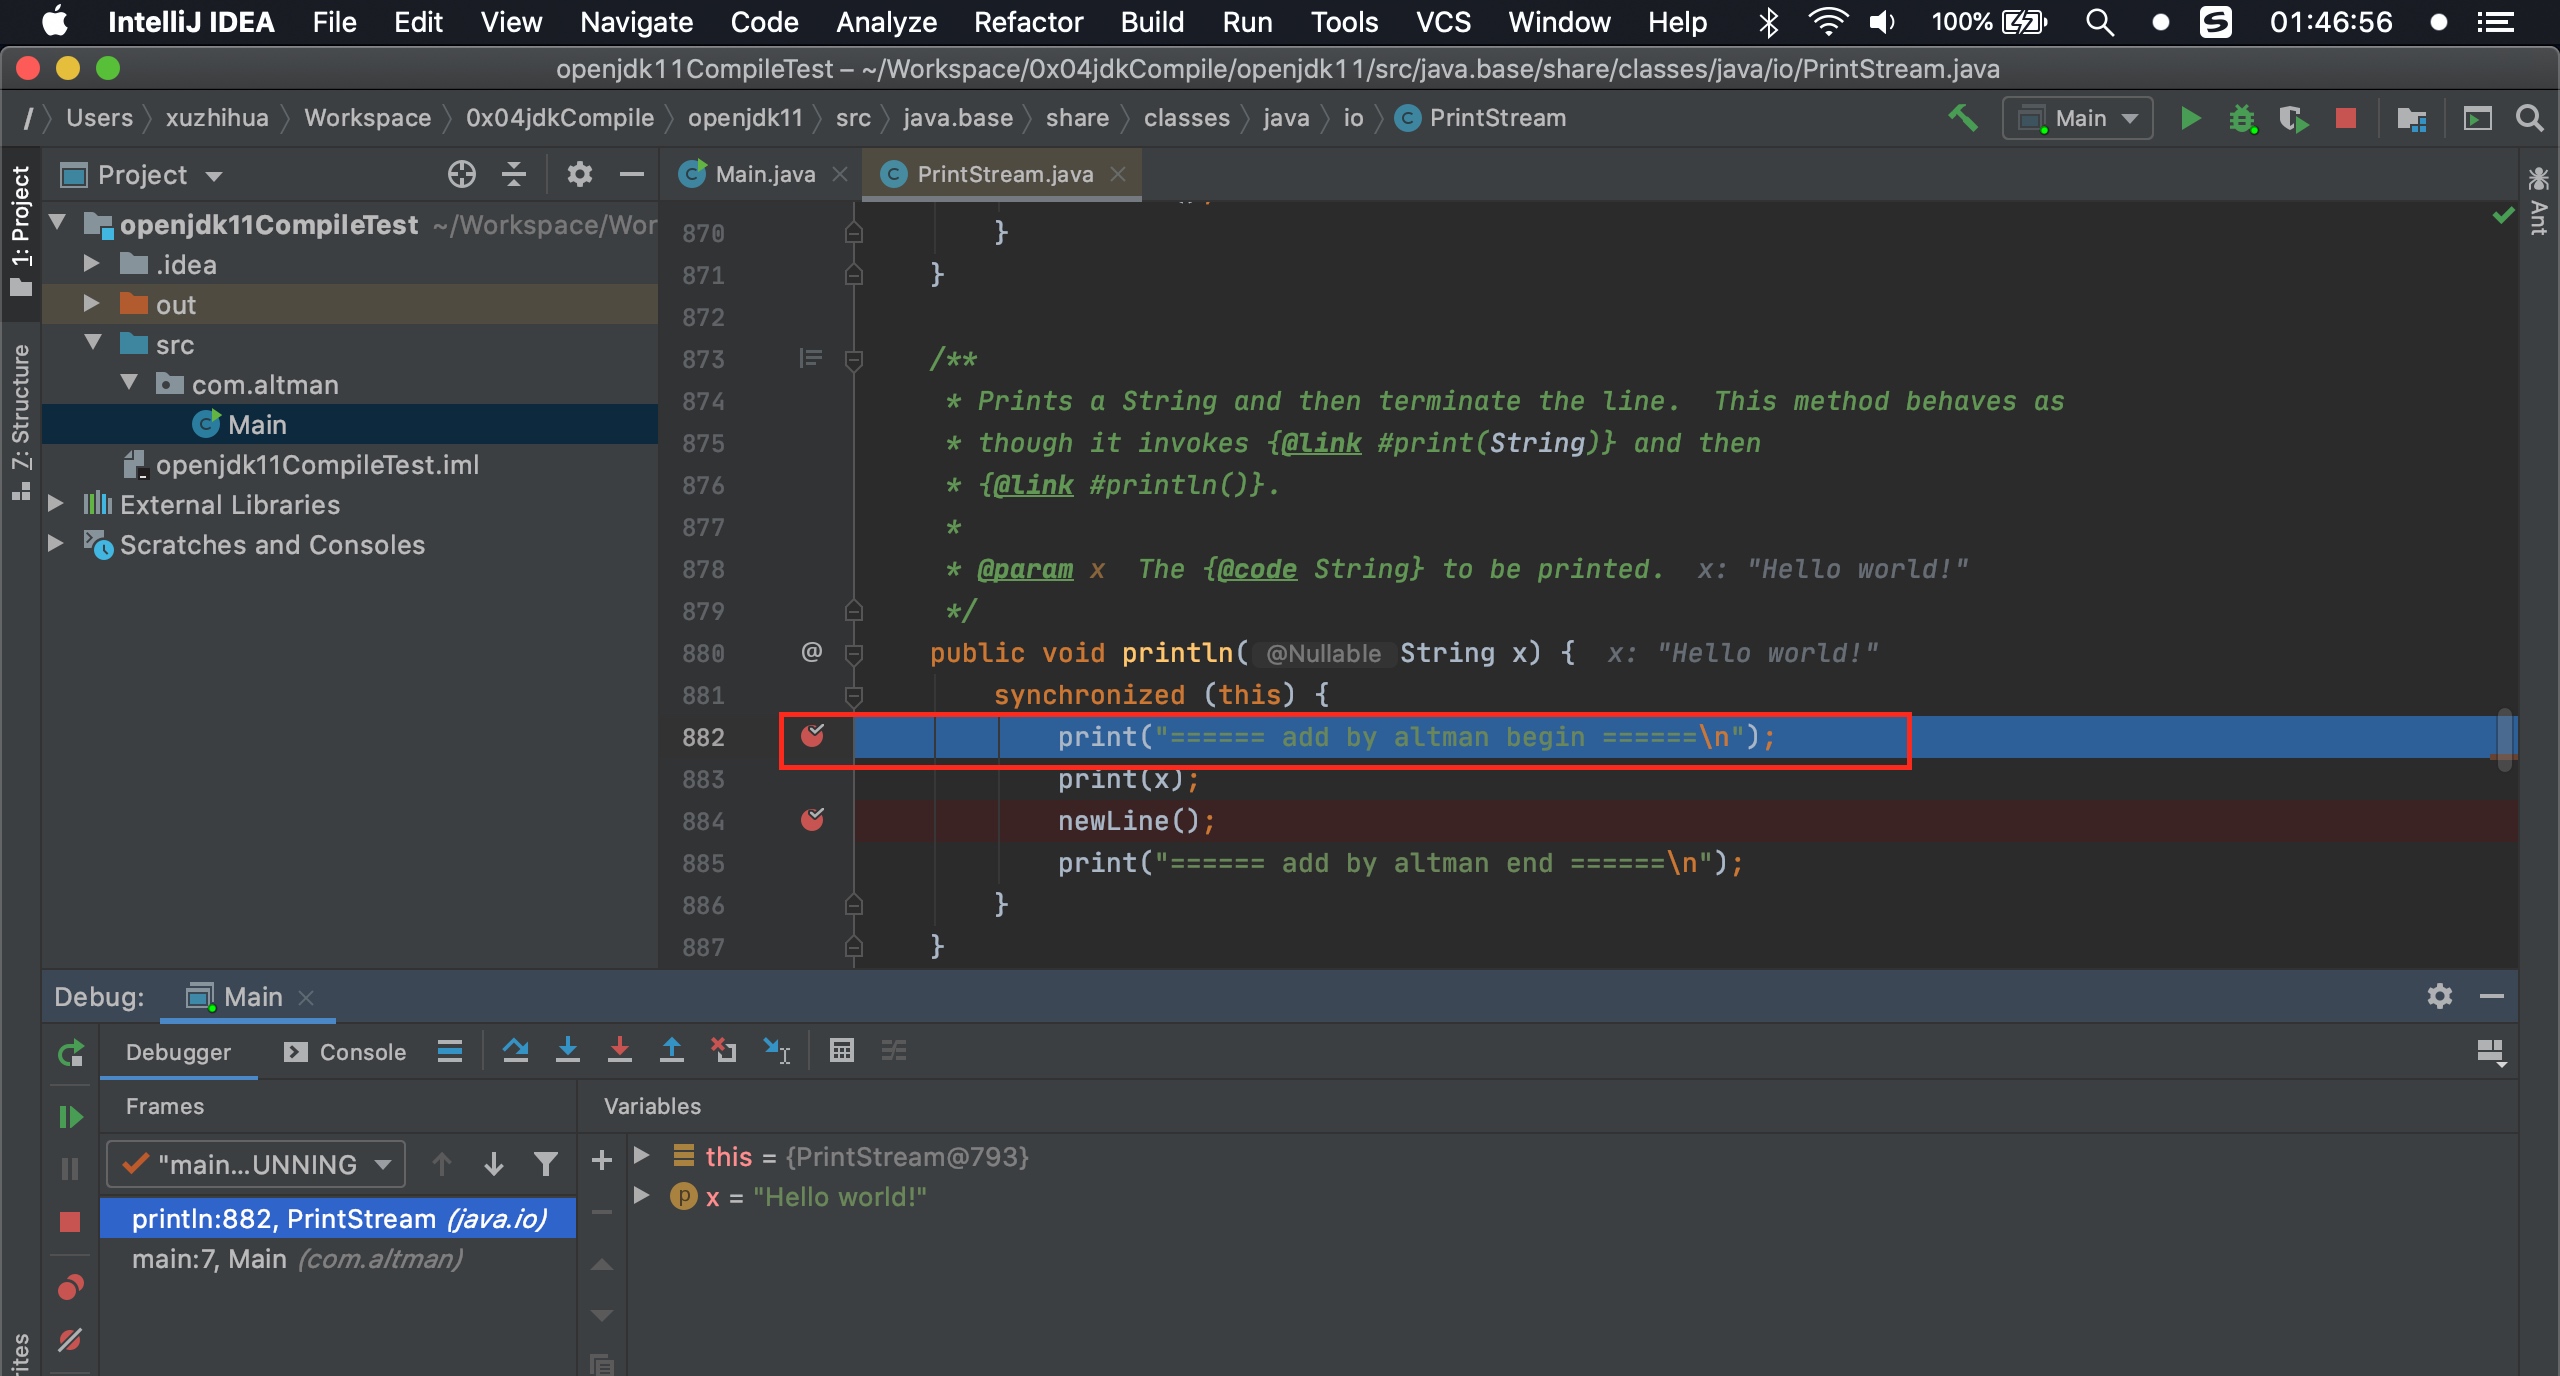 IntelliJ IDEA File Edit View Navigate Code Analyze Refactor Build Run Tools VCS Window Help 100% 01:46:56
openjdk11CompileTest – ~/Workspace/0x04jdkCompile/openjdk11/src/java.base/share/classes/java/io/PrintStream.java
/ Users xuzhihua Workspace 0x04jdkCompile openjdk11 src java.base share classes java io PrintStream Main
1: Project
Z: Structure
Ant
Project
openjdk11CompileTest ~/Workspace/Wor
.idea
out
src
com.altman
Main
openjdk11CompileTest.iml
External Libraries
Scratches and Consoles
Main.java PrintStream.java
870 }
871 }
872
873 /**
874 * Prints a String and then terminate the line.  This method behaves as
875 * though it invokes {@link #print(String)} and then
876 * {@link #println()}.
877 *
878 * @param x  The {@code String} to be printed.  x: "Hello world!"
879 */
880 @ public void println( @Nullable String x) {  x: "Hello world!"
881 synchronized (this) {
882 print("====== add by altman begin ======\n");
883 print(x);
884 newLine();
885 print("====== add by altman end ======\n");
886 }
887 }
Debug: Main
Debugger Console
Frames
"main...UNNING
println:882, PrintStream (java.io)
main:7, Main (com.altman)
Variables
this = {PrintStream@793}
x = "Hello world!"